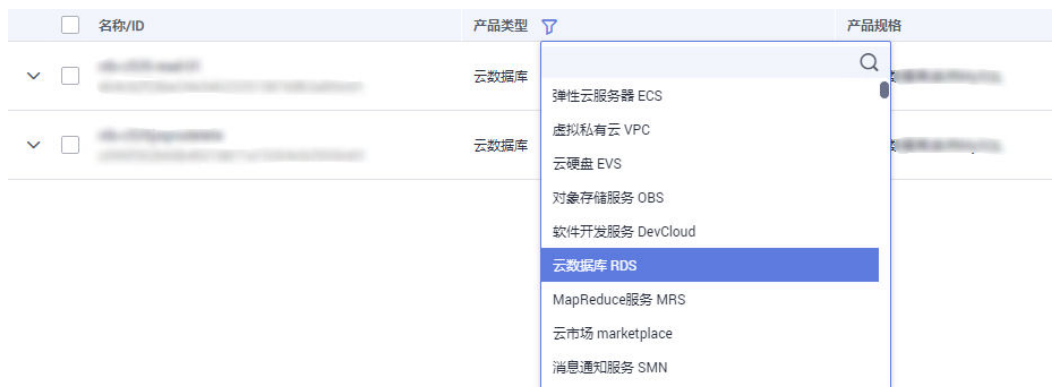 名称/ID 产品类型 产品规格
云数据库
弹性云服务器 ECS
虚拟私有云 VPC
云数据库
云硬盘 EVS
对象存储服务 OBS
软件开发服务 DevCloud
云数据库 RDS
MapReduce服务 MRS
云市场 marketplace
消息通知服务 SMN